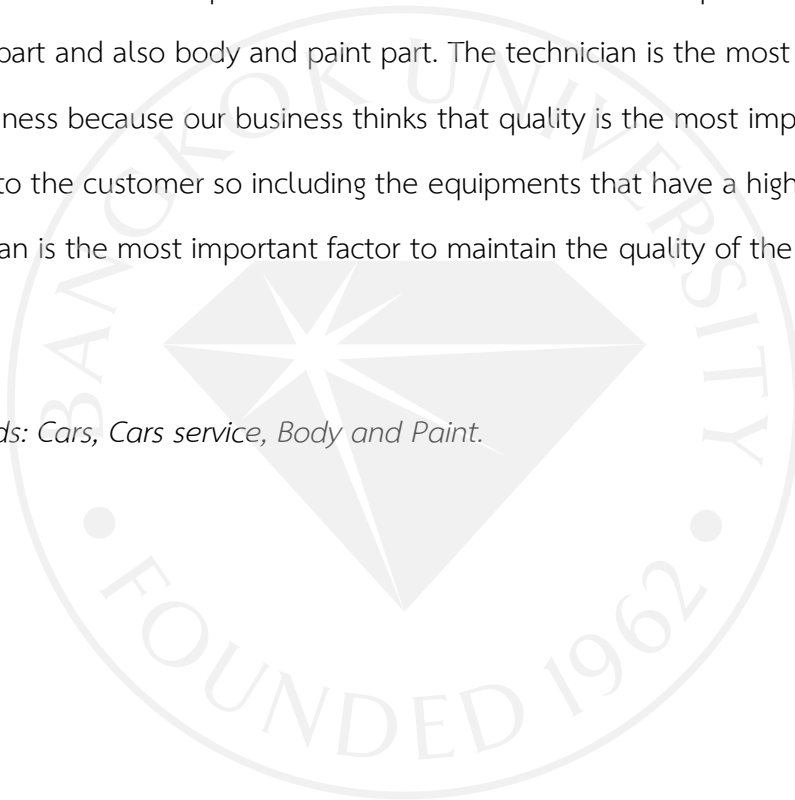 part and also body and paint part. The technician is the most
ness because our business thinks that quality is the most imp
to the customer so including the equipments that have a high
an is the most important factor to maintain the quality of the
ds: Cars, Cars service, Body and Paint.
BANGKOK UNIVERSITY
FOUNDED 1962